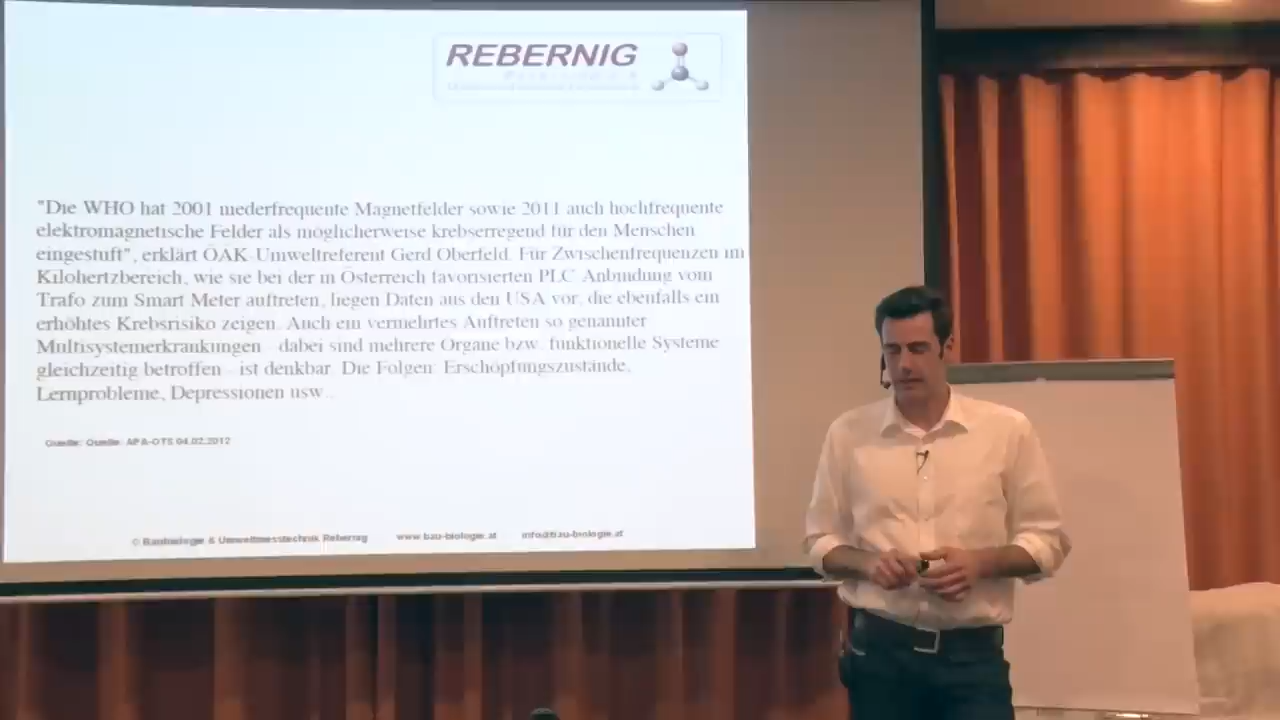 REBERNIG
"Die WHO hat 2001 niederfrequente Magnetfelder sowie 2011 auch hochfrequente
elektromagnetische Felder als möglicherweise krebserregend für den Menschen
eingestuft", erklärt ÖÄK-Umweltreferent Gerd Oberfeld. Für Zwischenfrequenzen im
Kilohertzbereich, wie sie bei der in Österreich favorisierten PLC Anbindung vom
Trafo zum Smart Meter auftreten, liegen Daten aus den USA vor, die ebenfalls ein
erhöhtes Krebsrisiko zeigen. Auch ein vermehrtes Auftreten so genannter
Multisystemerkrankungen - dabei sind mehrere Organe bzw. funktionelle Systeme
gleichzeitig betroffen - ist denkbar. Die Folgen: Erschöpfungszustände,
Lernprobleme, Depressionen usw...
Quelle: Quelle: APA-OTS 04.02.2012
© Baubiologie & Umweltmesstechnik Rebernig www.bau-biologie.at info@bau-biologie.at